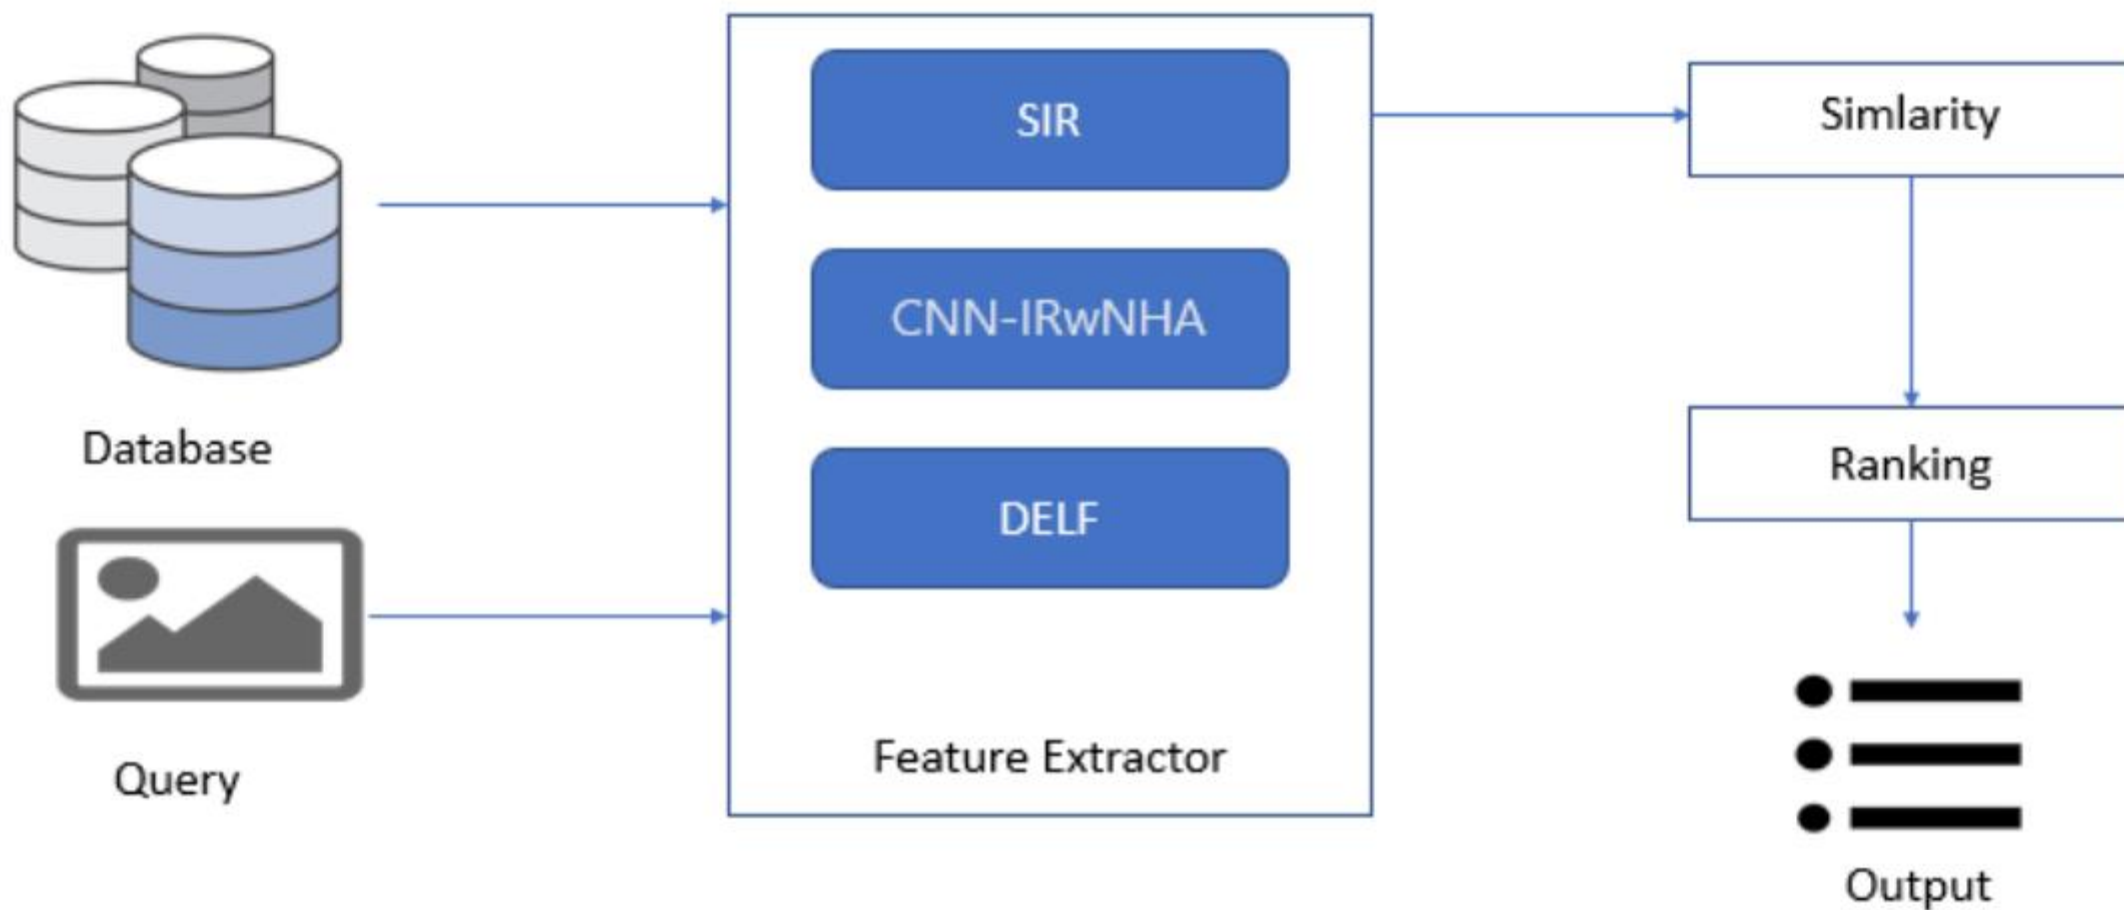 Database
Query
SIR
CNN-IRwNHA
DELF
Feature Extractor
Simlarity
Ranking
Output